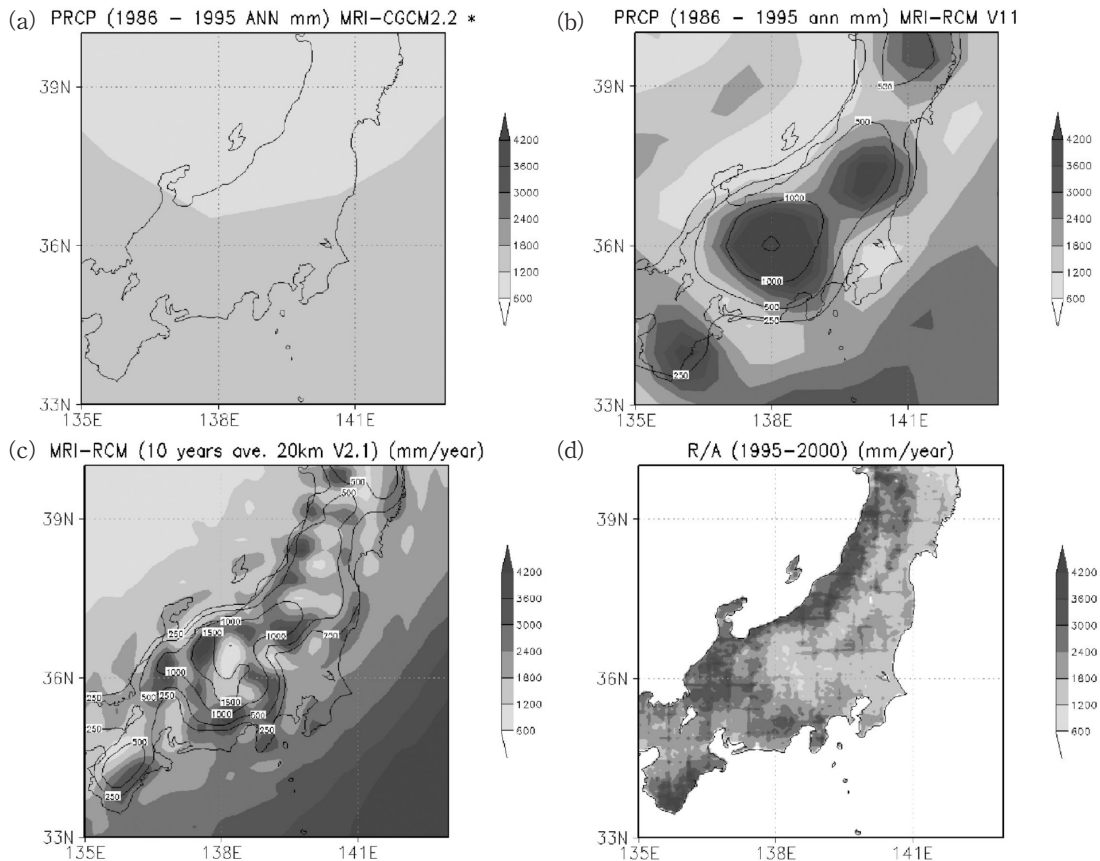 (a) PRCP (1986 – 1995 ANN mm) MRI-CGCM2.2 *
39N
36N
33N
135E 138E 141E
4200
3600
3000
2400
1800
1200
600
(b) PRCP (1986 – 1995 ann mm) MRI-RCM V11
39N
36N
33N
135E 138E 141E
500
500
1000
1000
500
250
250
4200
3600
3000
2400
1800
1200
600
(c) MRI-RCM (10 years ave. 20km V2.1) (mm/year)
39N
36N
33N
135E 138E 141E
500
500
250
1000
1500
1000
1000
250
500
250
1500
1000
500
250
250
500
250
4200
3600
3000
2400
1800
1200
600
(d) R/A (1995–2000) (mm/year)
39N
36N
33N
135E 138E 141E
4200
3600
3000
2400
1800
1200
600